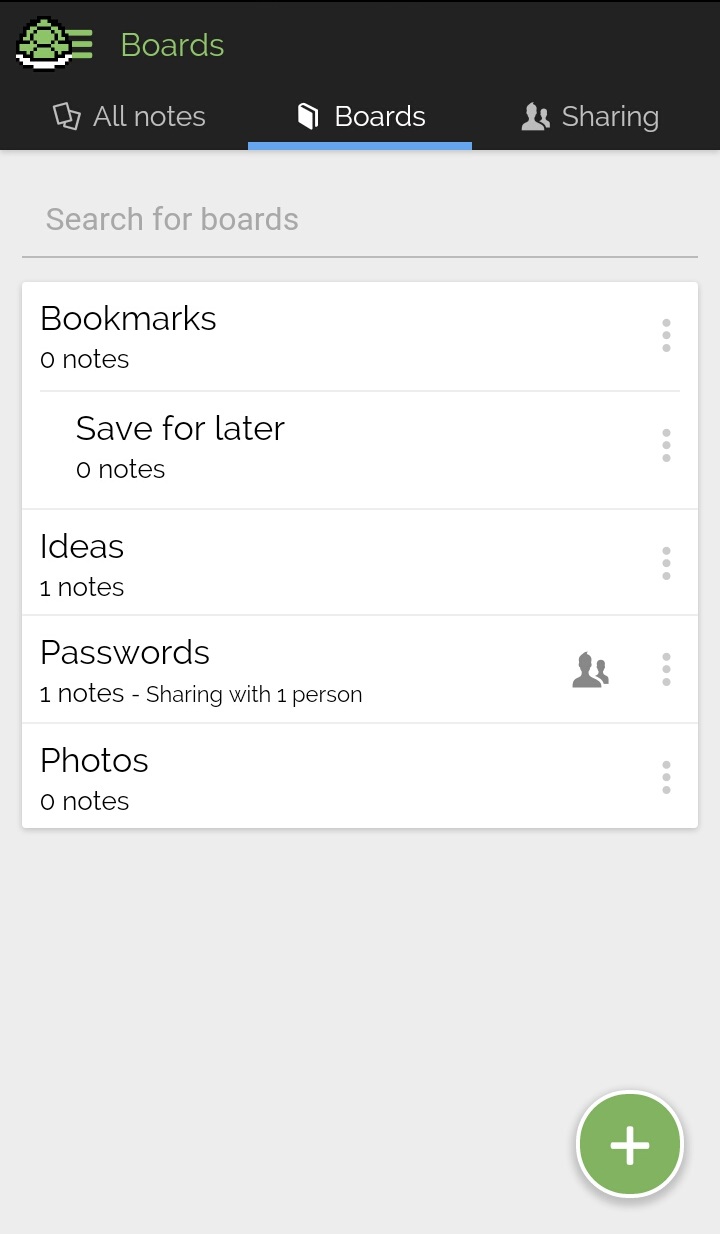 Boards
All notes
Boards
Sharing
Search for boards
Bookmarks
0 notes
Save for later
0 notes
Ideas
1 notes
Passwords
1 notes - Sharing with 1 person
Photos
0 notes